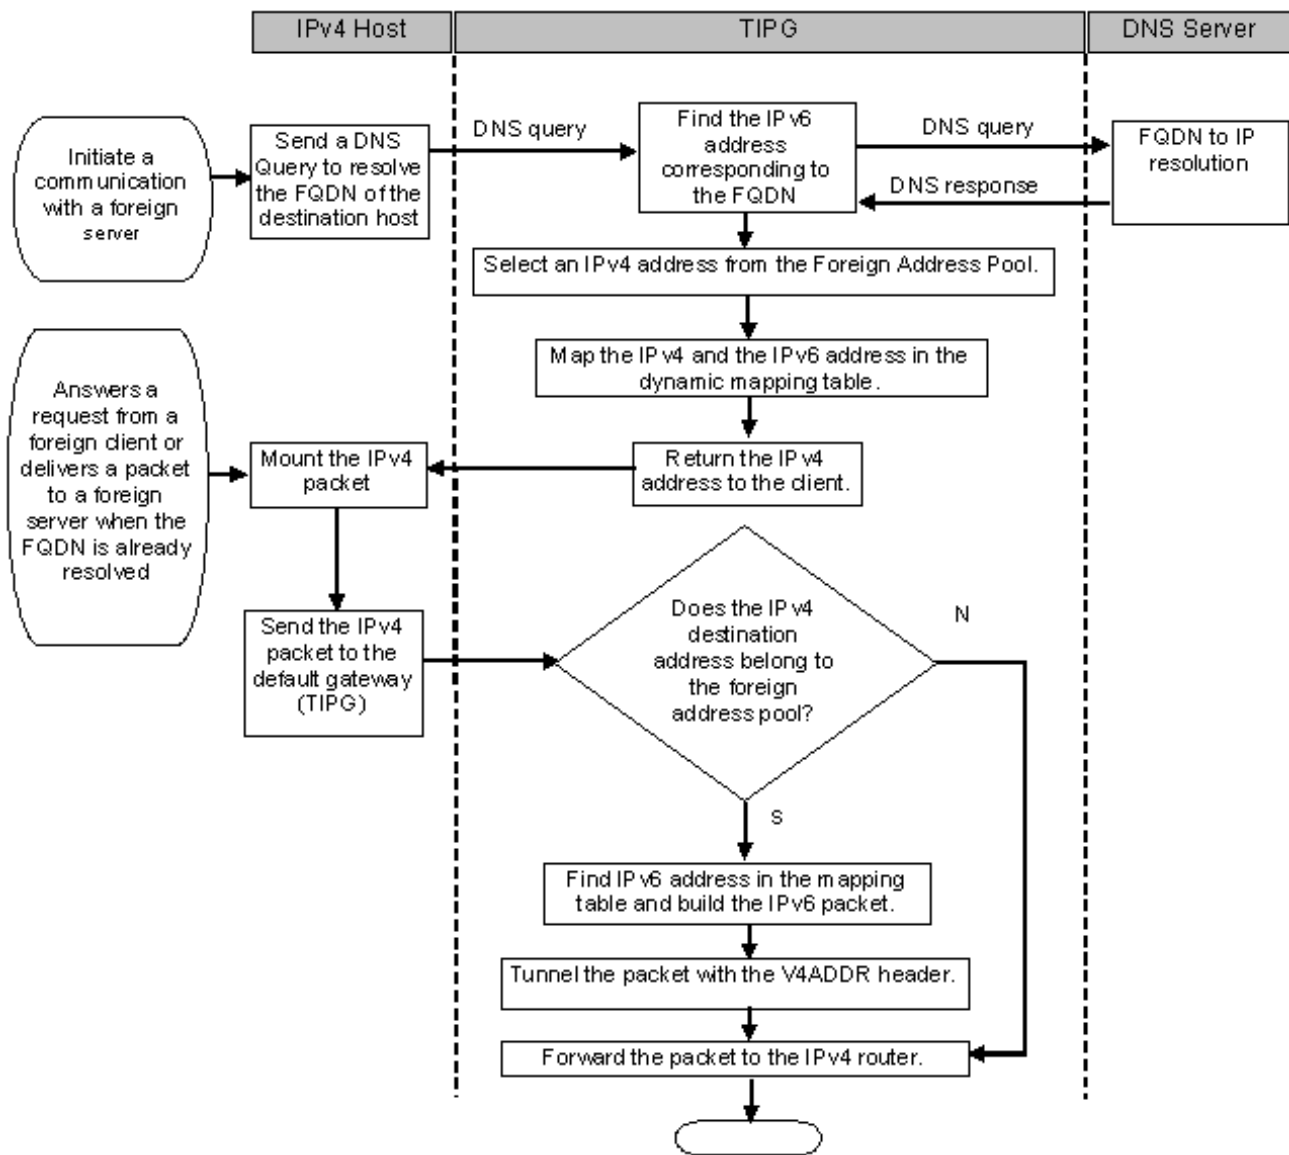 IPv4 Host
TIPG
DNS Server
Initiate a
communication
with a foreign
server
Send a DNS
Query to resolve
the FQDN of the
destination host
DNS query
Find the IPv6
address
corresponding to
the FQDN
DNS query
DNS response
FQDN to IP
resolution
Select an IPv4 address from the Foreign Address Pool.
Map the IPv4 and the IPv6 address in the
dynamic mapping table.
Answers a
request from a
foreign client or
delivers a packet
to a foreign
server when the
FQDN is already
resolved
Mount the IPv4
packet
Return the IPv4
address to the client.
Send the IPv4
packet to the
default gateway
(TIPG)
Does the IPv4
destination
address belong to
the foreign
address pool?
N
S
Find IPv6 address in the mapping
table and build the IPv6 packet.
Tunnel the packet with the V4ADDR header.
Forward the packet to the IPv4 router.